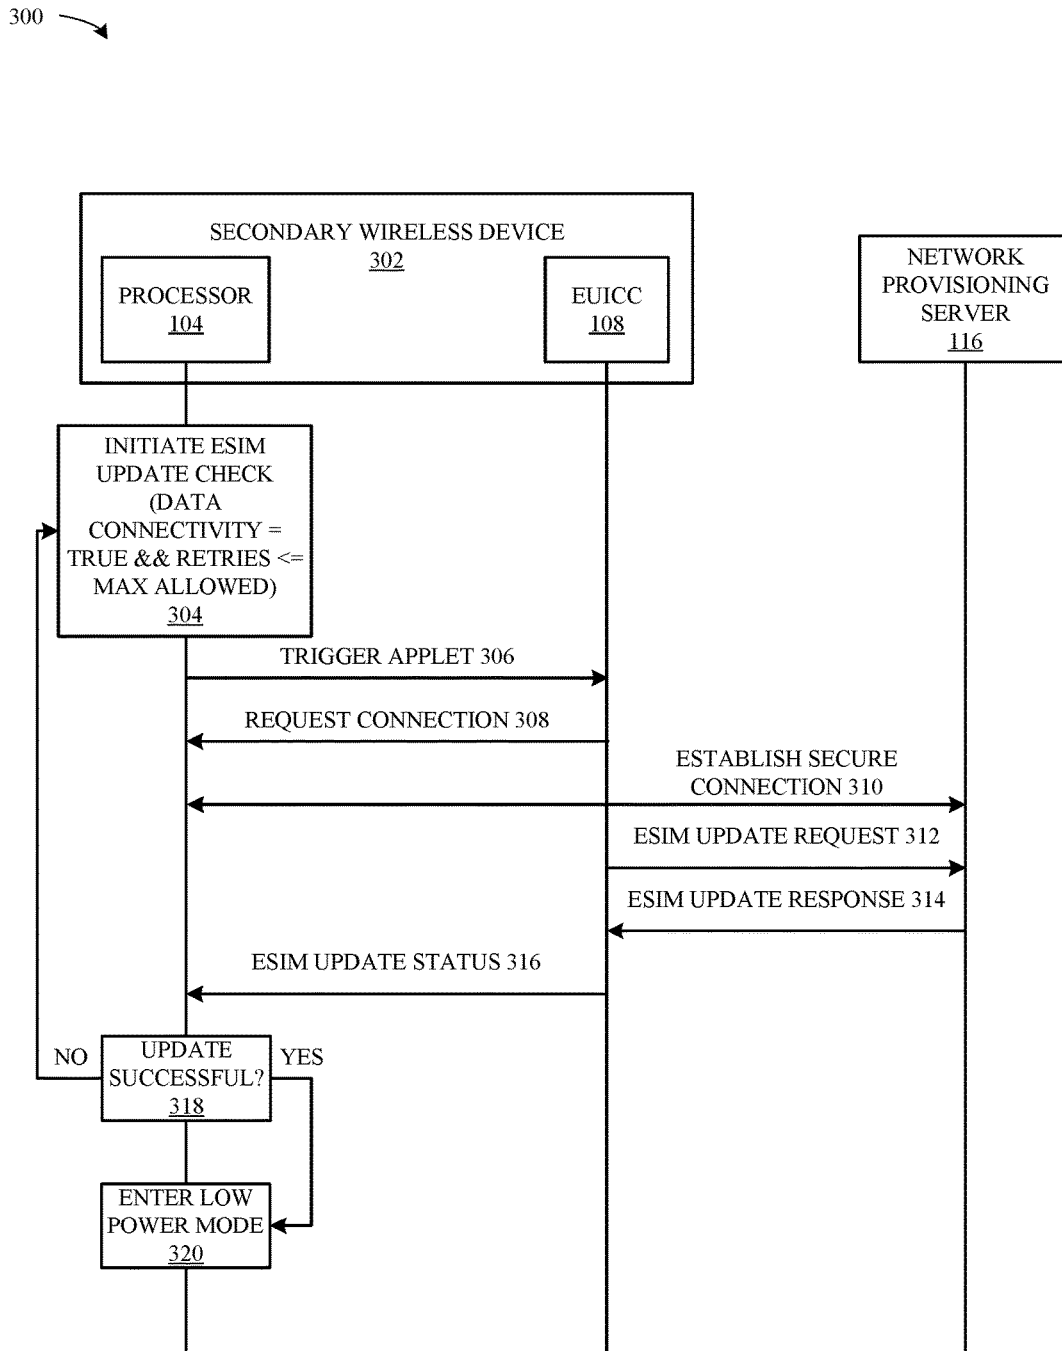 300
SECONDARY WIRELESS DEVICE
302
PROCESSOR
104
EUICC
108
NETWORK
PROVISIONING
SERVER
116
INITIATE ESIM
UPDATE CHECK
(DATA
CONNECTIVITY =
TRUE && RETRIES <=
MAX ALLOWED)
304
TRIGGER APPLET 306
REQUEST CONNECTION 308
ESTABLISH SECURE
CONNECTION 310
ESIM UPDATE REQUEST 312
ESIM UPDATE RESPONSE 314
ESIM UPDATE STATUS 316
NO
UPDATE
SUCCESSFUL?
318
YES
ENTER LOW
POWER MODE
320